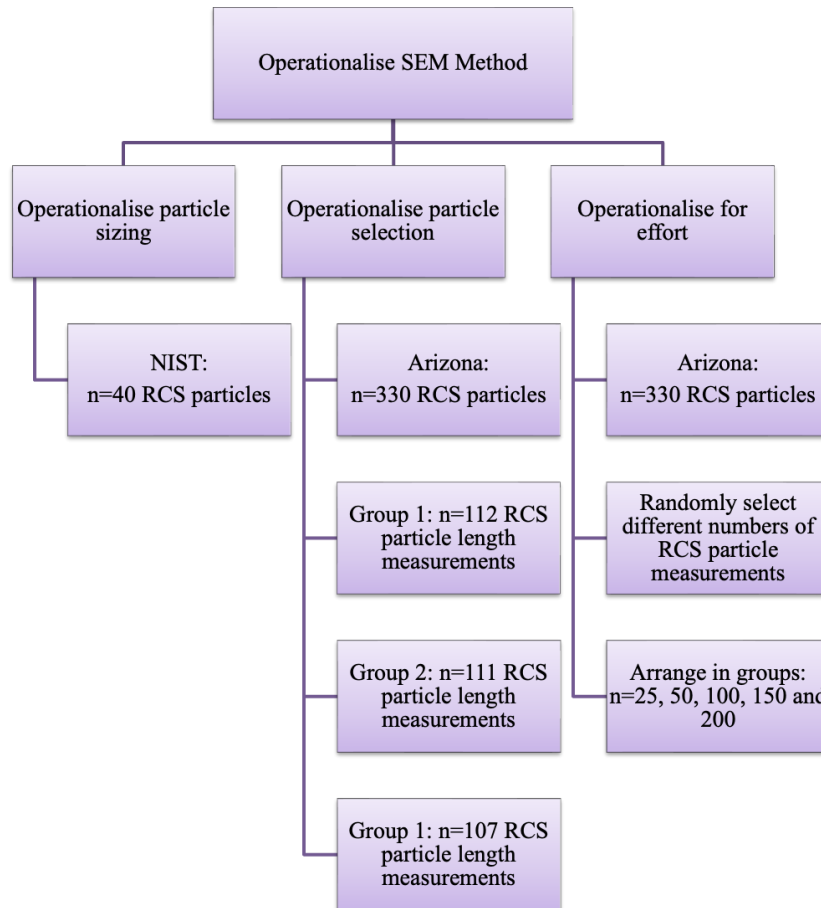 Operationalise SEM Method
Operationalise particle
sizing
Operationalise particle
selection
Operationalise for
effort
NIST:
n=40 RCS particles
Arizona:
n=330 RCS particles
Group 1: n=112 RCS
particle length
measurements
Group 2: n=111 RCS
particle length
measurements
Group 1: n=107 RCS
particle length
measurements
Arizona:
n=330 RCS particles
Randomly select
different numbers of
RCS particle
measurements
Arrange in groups:
n=25, 50, 100, 150 and
200